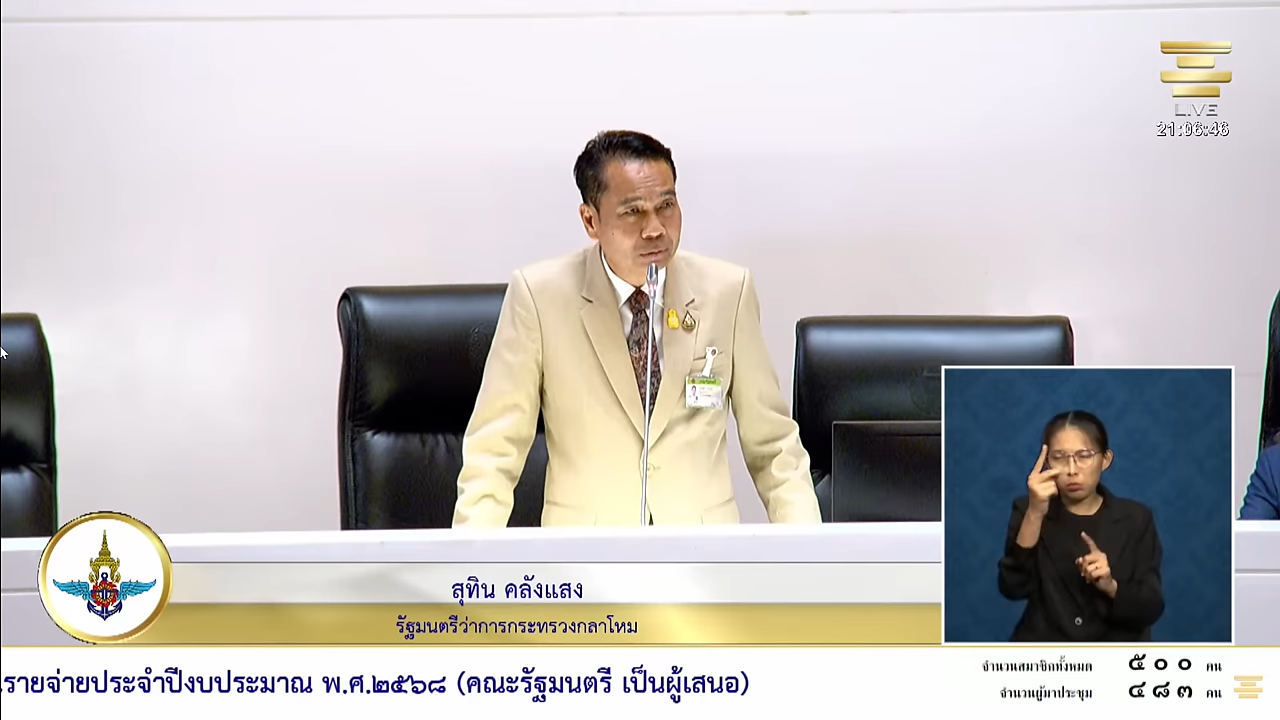 LIVE
21:06:46
สุทิน คลังแสง
รัฐมนตรีว่าการกระทรวงกลาโหม
.รายจ่ายประจำปีงบประมาณ พ.ศ.๒๕๖๘ (คณะรัฐมนตรี เป็นผู้เสนอ)
จำนวนสมาชิกทั้งหมด ๕๐๐ คน
จำนวนผู้มาประชุม ๔๘๓ คน